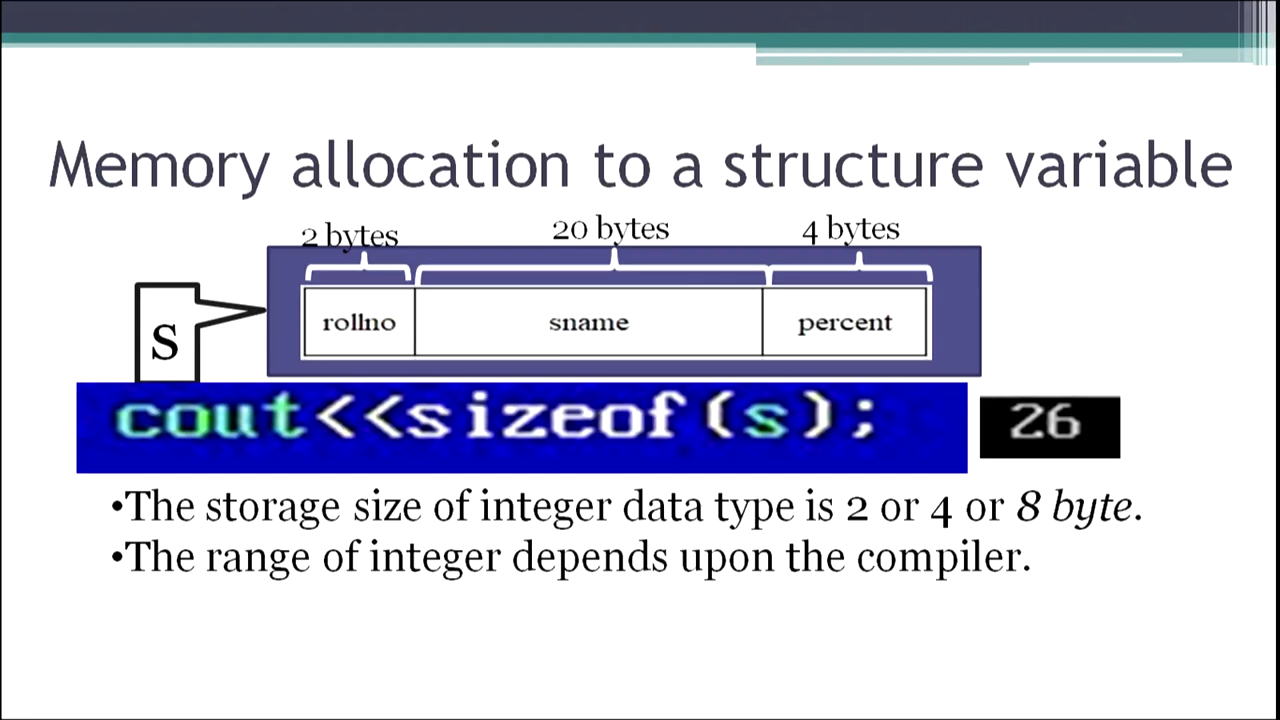 Memory allocation to a structure variable
2 bytes 20 bytes 4 bytes
rollno sname percent
S
cout<<sizeof(s); 26
•The storage size of integer data type is 2 or 4 or 8 byte.
•The range of integer depends upon the compiler.